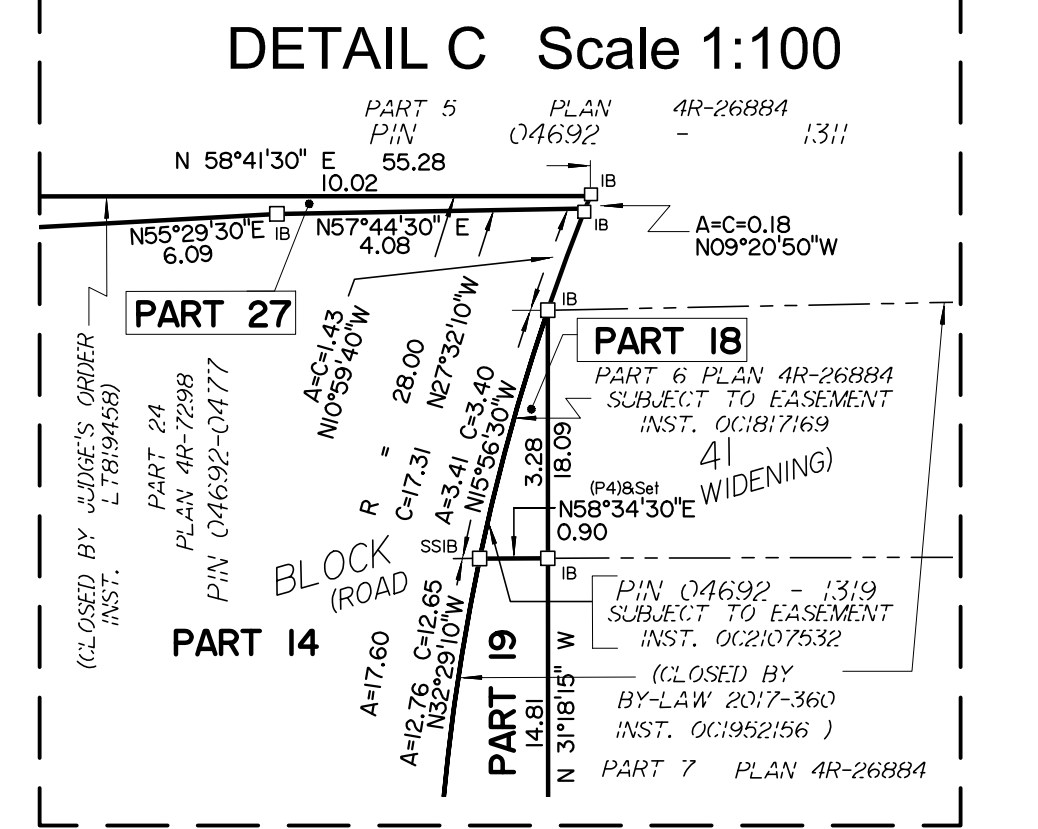 DETAIL C Scale 1:100
PART 5 PLAN 4R-26884
PIN 04692 - 1311
N 58°41'30" E 55.28
10.02
IB
IB
A=C=0.18
N09°20'50"W
N55°29'30"E
6.09
IB
N57°44'30" E
4.08
PART 27
IB
PART 18
PART 6 PLAN 4R-26884
SUBJECT TO EASEMENT
INST. OC1817169
41
WIDENING)
A=C=1.43
N10°59'40"W
R = 28.00
C=17.31
N27°32'10"W
A=3.41 C=3.40
N15°56'30"W
3.28
18.09
(P4)&Set
N58°34'30"E
0.90
(CLOSED BY JUDGE'S ORDER
INST. LT819458)
PART 24
PLAN 4R-7298
PIN 04692-0477
BLOCK
(ROAD
SSIB
IB
PIN 04692 - 1319
SUBJECT TO EASEMENT
INST. OC2107532
PART 14
A=17.60
A=12.76 C=12.65
N32°29'10"W
PART 19
14.81
N 31°18'15" W
(CLOSED BY
BY-LAW 2017-360
INST. OC1952156 )
PART 7 PLAN 4R-26884